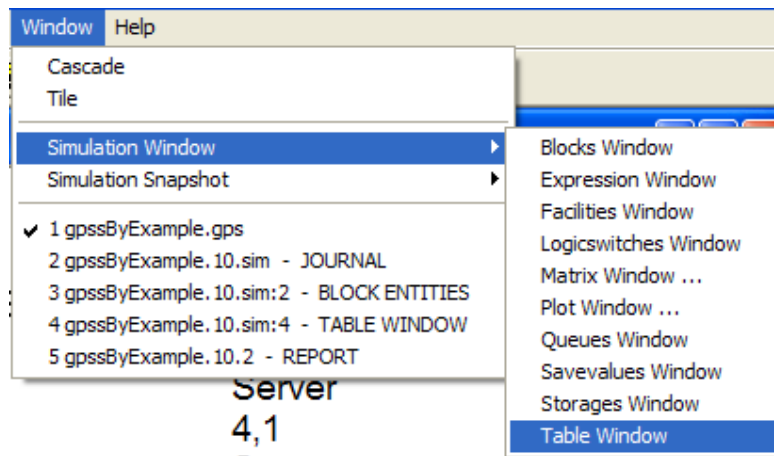 Window Help
Cascade
Tile
Simulation Window
Simulation Snapshot
1 gpssByExample.gps
2 gpssByExample.10.sim - JOURNAL
3 gpssByExample.10.sim:2 - BLOCK ENTITIES
4 gpssByExample.10.sim:4 - TABLE WINDOW
5 gpssByExample.10.2 - REPORT
Blocks Window
Expression Window
Facilities Window
Logicswitches Window
Matrix Window ...
Plot Window ...
Queues Window
Savevalues Window
Storages Window
Table Window
Server
4,1